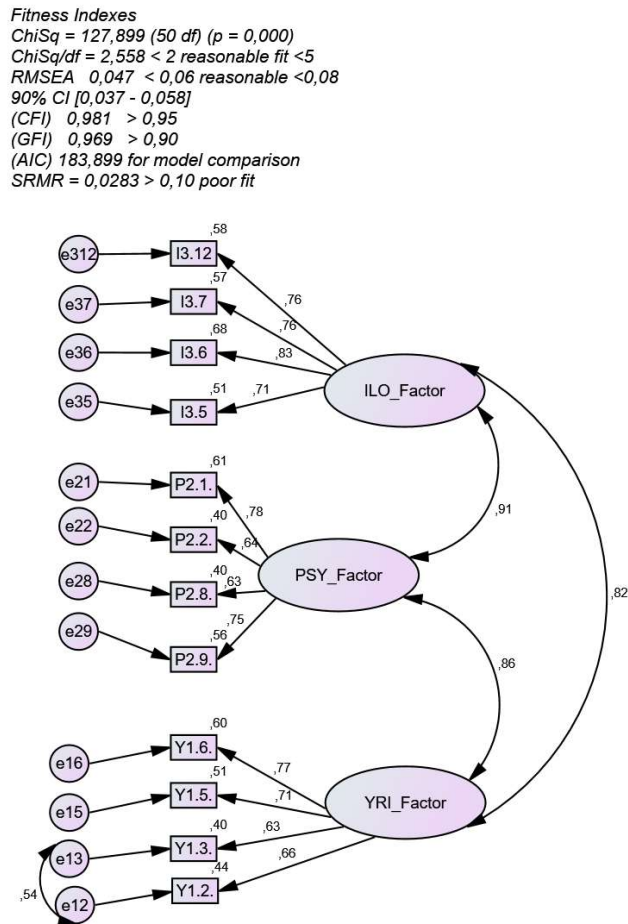 Fitness Indexes
ChiSq = 127,899 (50 df) (p = 0,000)
ChiSq/df = 2,558 < 2 reasonable fit <5
RMSEA 0,047 < 0,06 reasonable <0,08
90% CI [0,037 - 0,058]
(CFI) 0,981 > 0,95
(GFI) 0,969 > 0,90
(AIC) 183,899 for model comparison
SRMR = 0,0283 > 0,10 poor fit
,58
e312 I3.12
,76
,57
e37 I3.7
,76
,68
e36 I3.6
,83
,51
e35 I3.5
,71
ILO_Factor
,61
e21 P2.1.
,78
,40
e22 P2.2.
,64
,40
e28 P2.8.
,63
,75
e29 P2.9.
,56
PSY_Factor
,91
,82
,86
,60
e16 Y1.6.
,77
,51
e15 Y1.5.
,71
,40
e13 Y1.3.
,63
,44
e12 Y1.2.
,66
YRI_Factor
,54